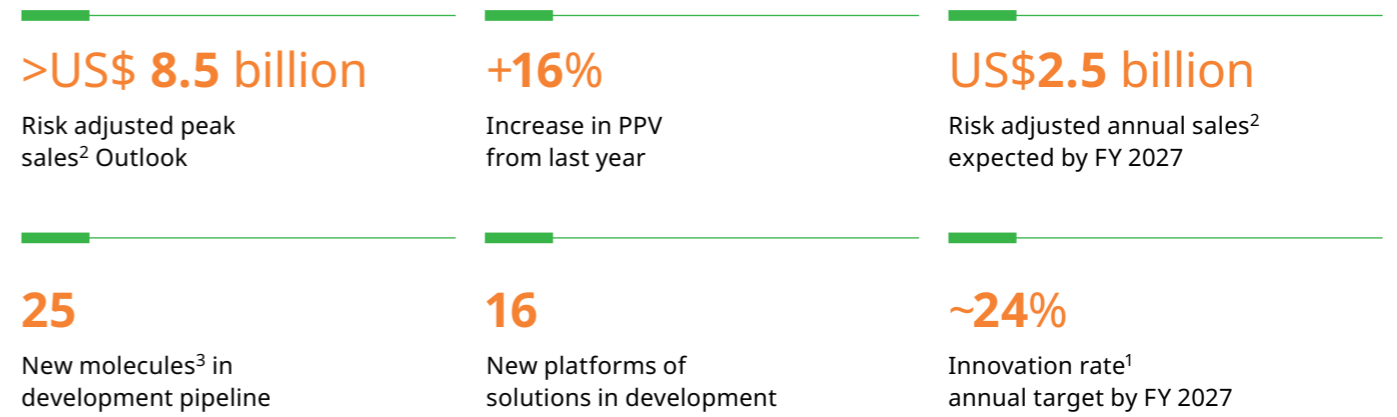 >US$ 8.5 billion
Risk adjusted peak
sales² Outlook
+16%
Increase in PPV
from last year
US$2.5 billion
Risk adjusted annual sales²
expected by FY 2027
25
New molecules³ in
development pipeline
16
New platforms of
solutions in development
~24%
Innovation rate¹
annual target by FY 2027